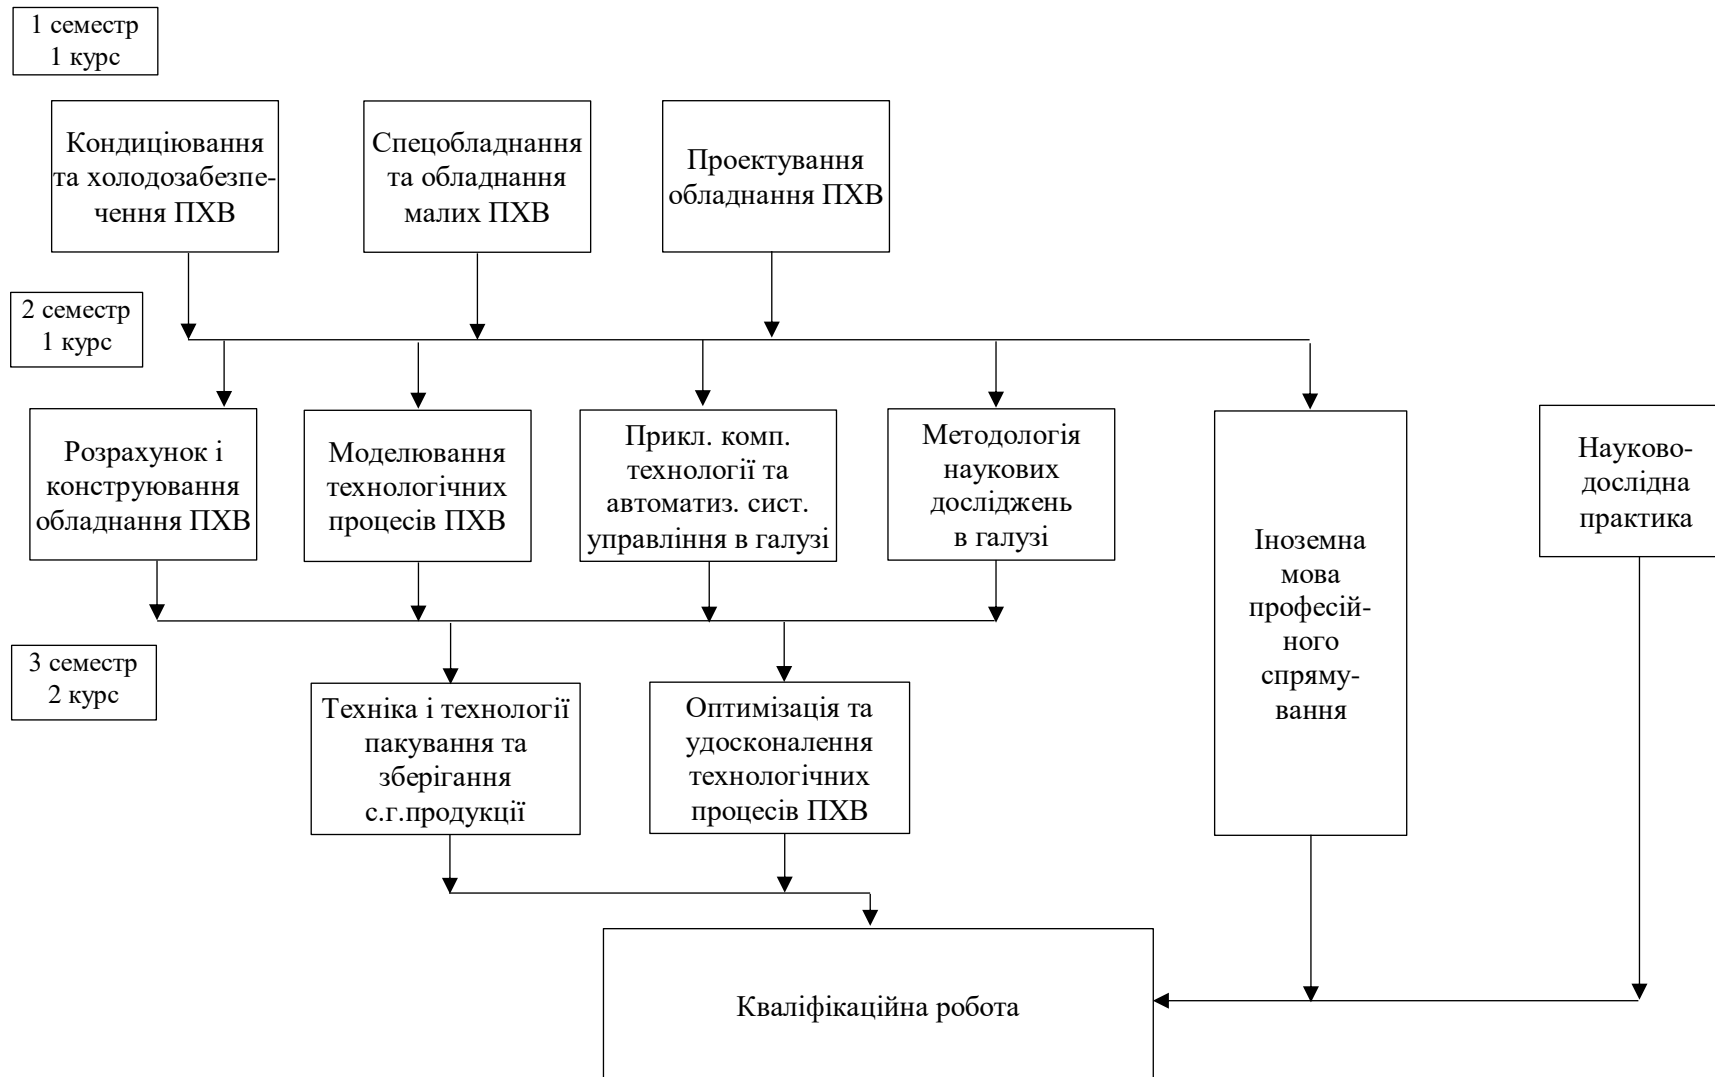 1 семестр
1 курс
Кондиціювання
та холодозабезпе-
чення ПХВ
Спецобладнання
та обладнання
малих ПХВ
Проектування
обладнання ПХВ
2 семестр
1 курс
Розрахунок і
конструювання
обладнання ПХВ
Моделювання
технологічних
процесів ПХВ
Прикл. комп.
технології та
автоматиз. сист.
управління в галузі
Методологія
наукових
досліджень
в галузі
Іноземна
мова
професій-
ного
спряму-
вання
Науково-
дослідна
практика
3 семестр
2 курс
Техніка і технології
пакування та
зберігання
с.г.продукції
Оптимізація та
удосконалення
технологічних
процесів ПХВ
Кваліфікаційна робота